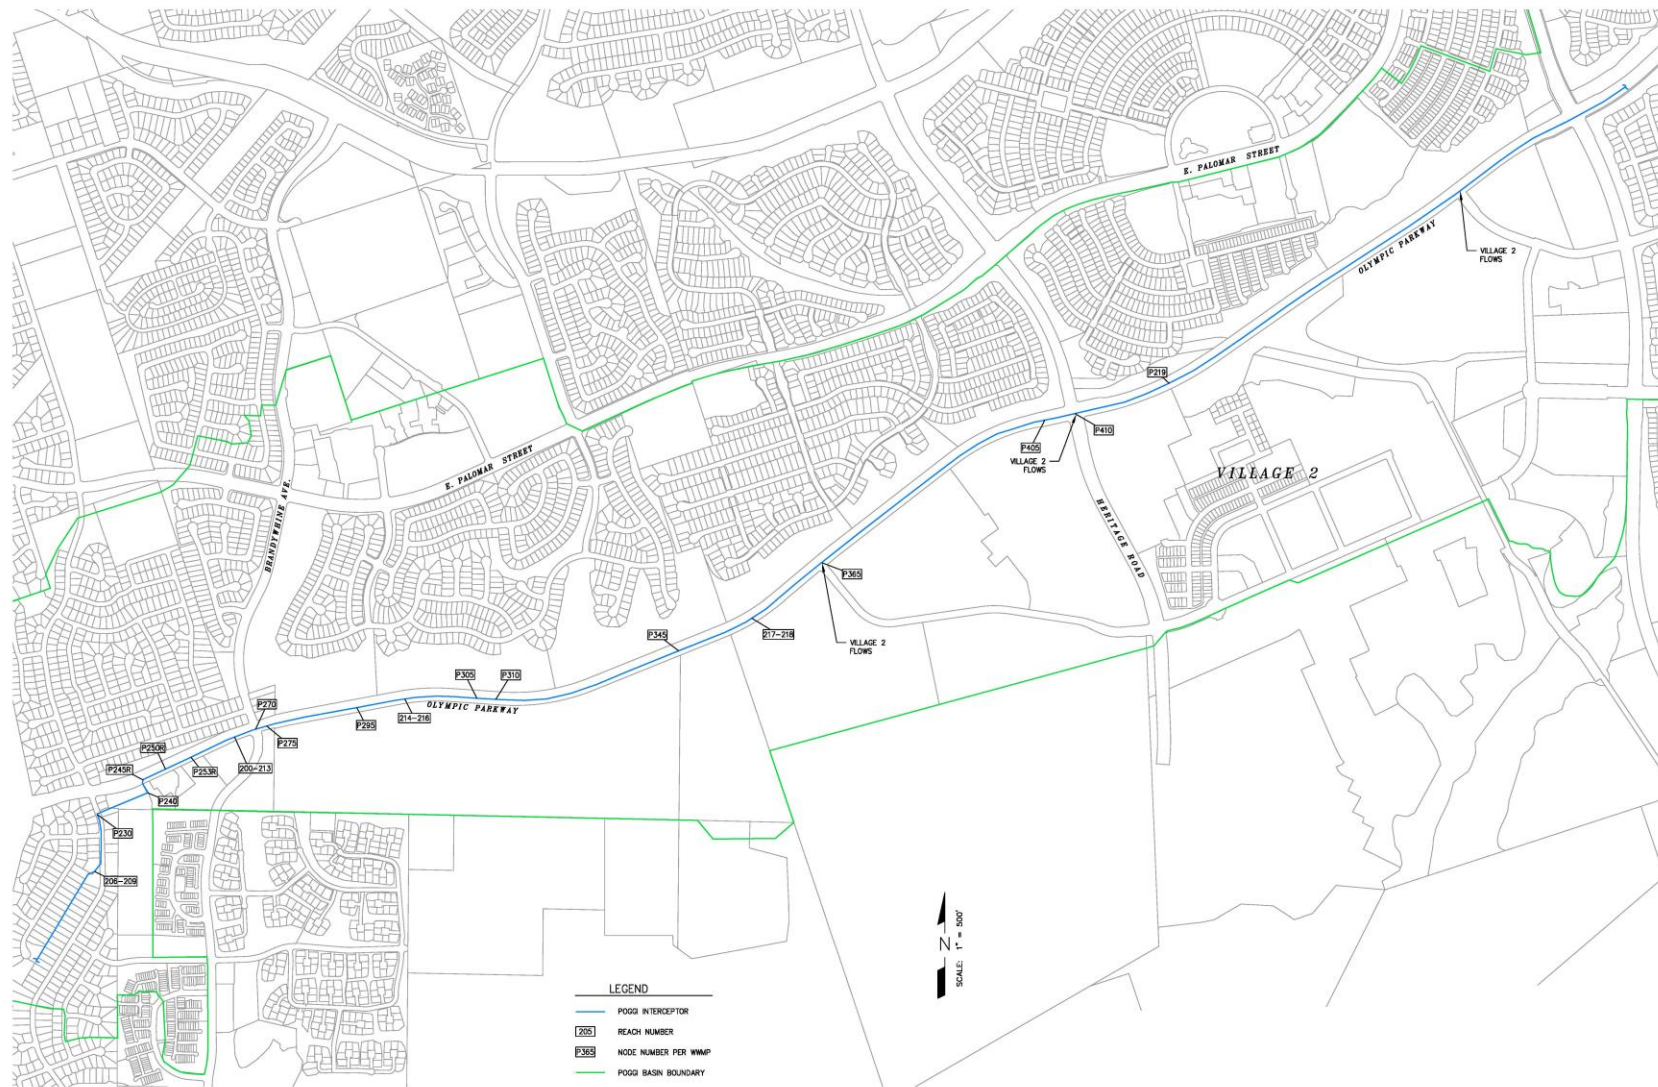 E. PALOMAR STREET
OLYMPIC PARKWAY
VILLAGE 2
FLOWS
P219
P410
P405
VILLAGE 2
FLOWS
VILLAGE 2
E. PALOMAR STREET
BRANDYWHINE AVE.
HERITAGE ROAD
P365
217-218
VILLAGE 2
FLOWS
P345
P305
P310
OLYMPIC PARKWAY
214-216
P295
P270
P275
200-213
P250R
P253R
P245R
P240
P230
206-209
N
SCALE: 1" = 500'
LEGEND
POGGI INTERCEPTOR
205 REACH NUMBER
P365 NODE NUMBER PER WWMP
POGGI BASIN BOUNDARY